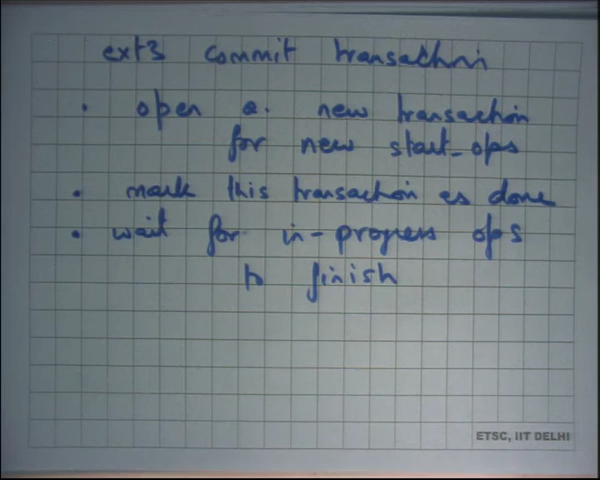 ext3 commit transaction
• open a. new transaction
for new start_ops
• mark this transaction as done
• wait for in-progress ops
to finish
ETSC, IIT DELHI